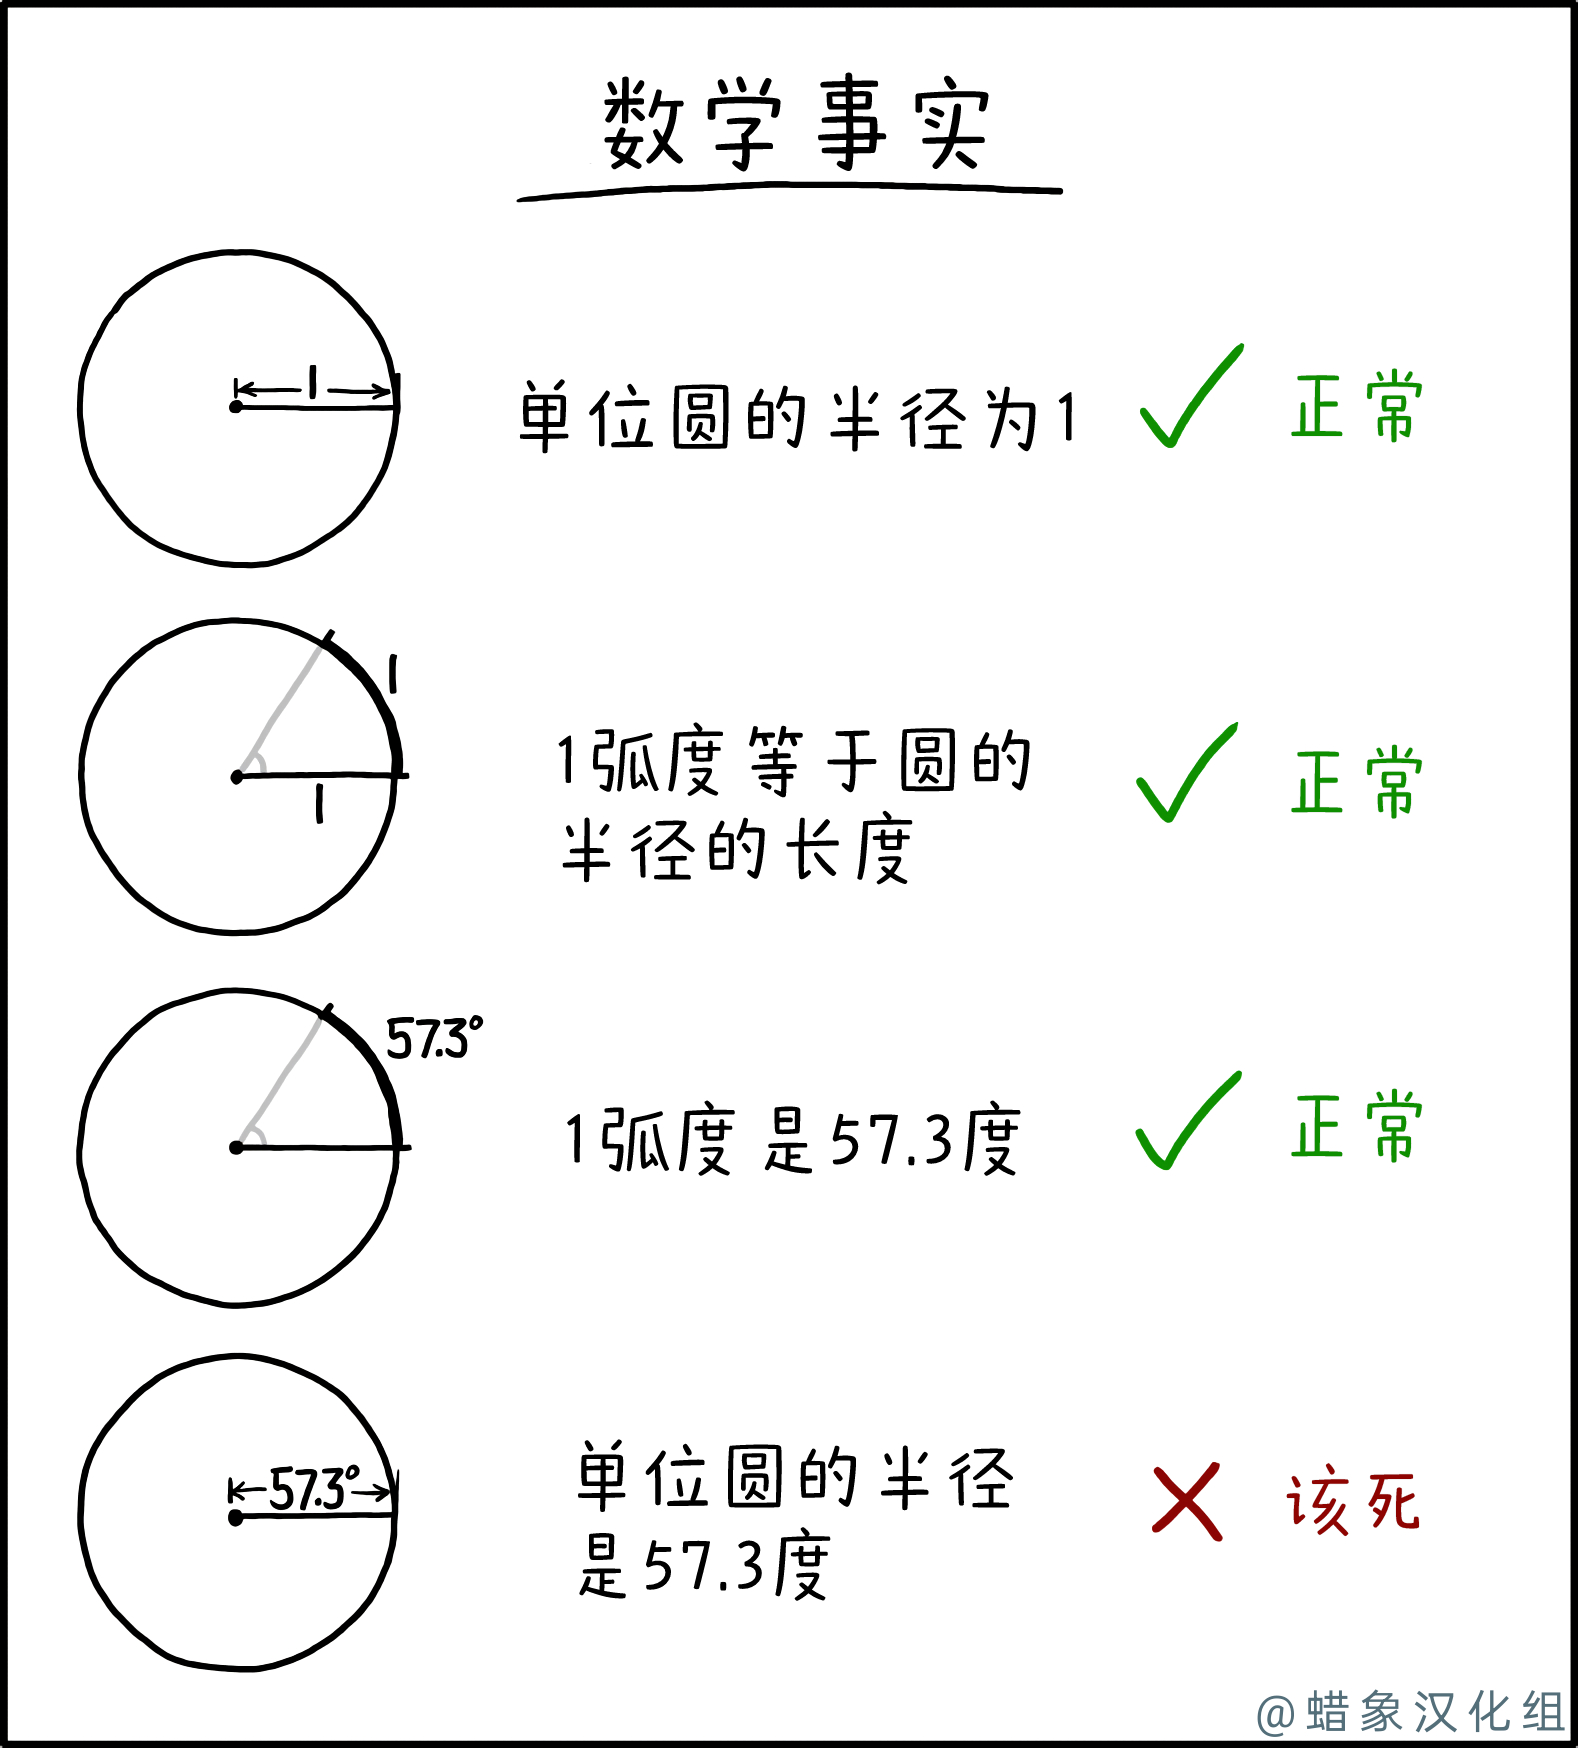 数学事实
1
单位圆的半径为1
正常
1
1
1弧度等于圆的
半径的长度
正常
57.3°
1弧度是57.3度
正常
57.3°
单位圆的半径
是57.3度
该死
@蜡象汉化组